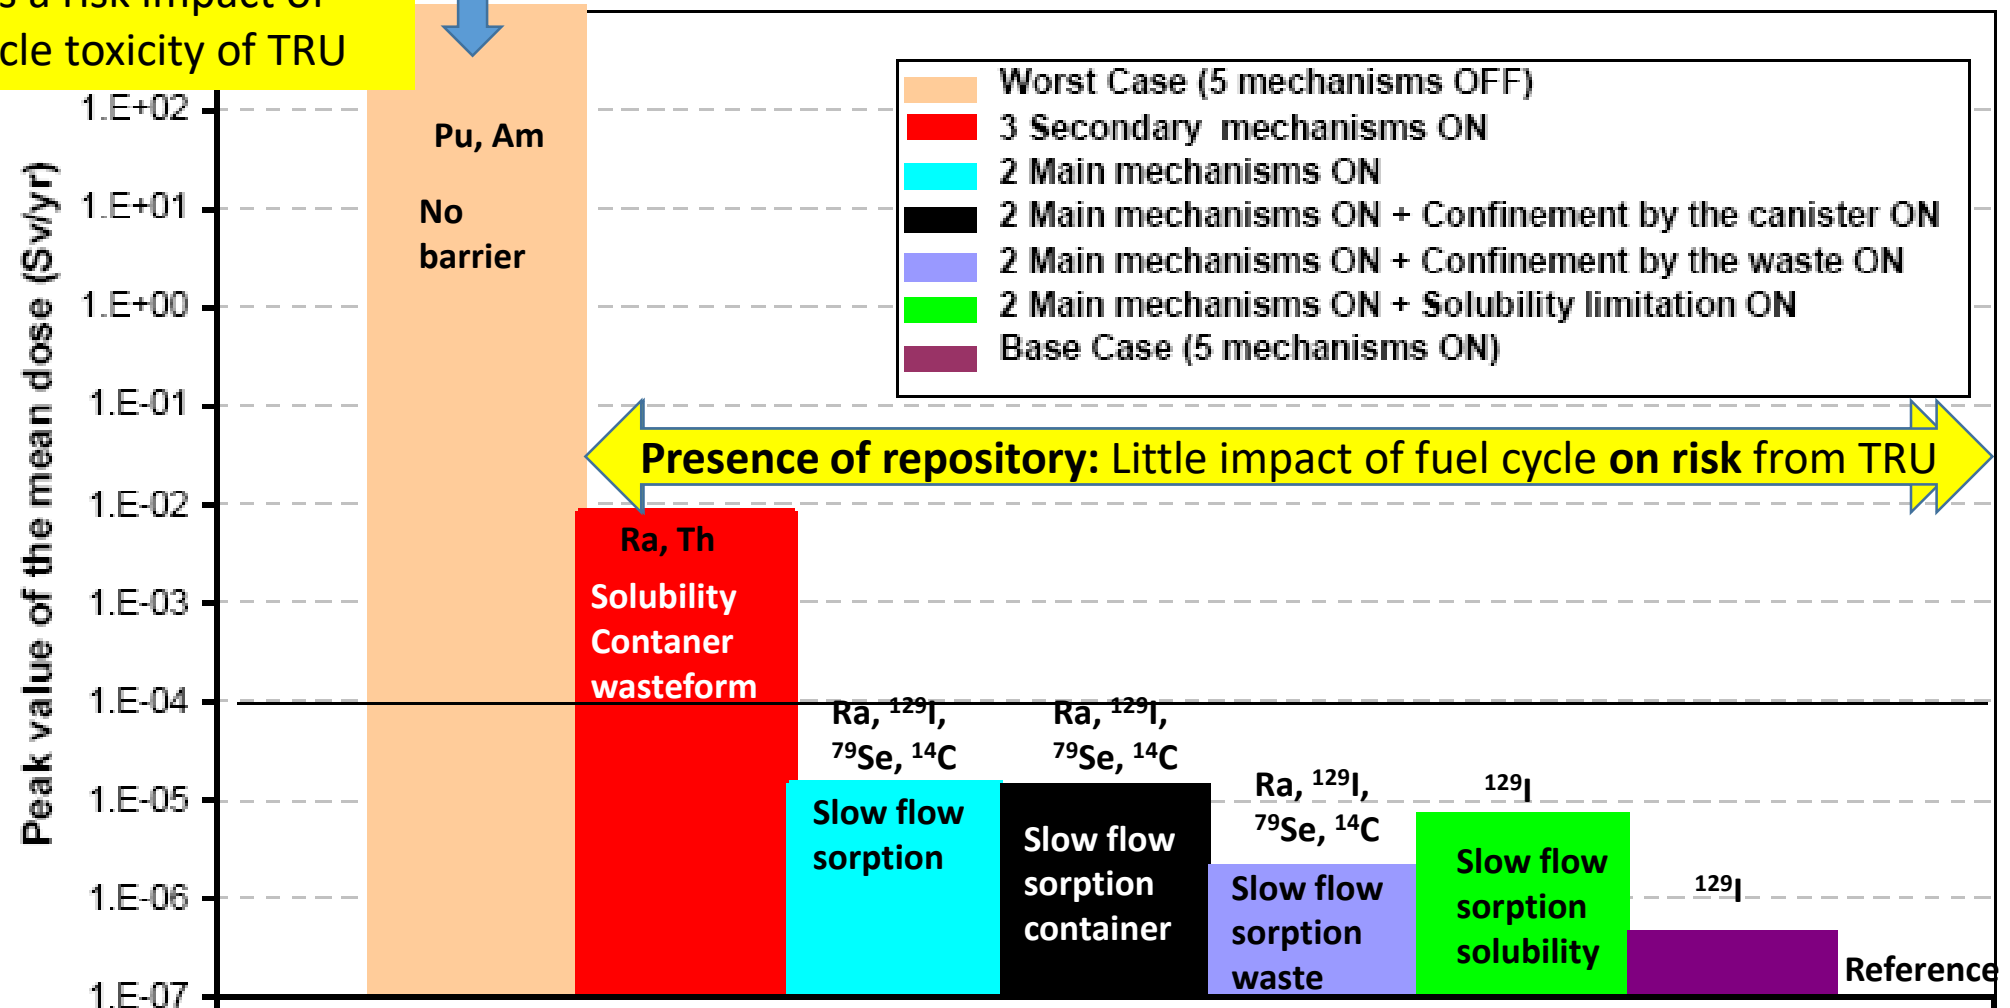 s a risk impact of
cle toxicity of TRU
Peak value of the mean dose (Sv/yr)
1.E+02
1.E+01
1.E+00
1.E-01
1.E-02
1.E-03
1.E-04
1.E-05
1.E-06
1.E-07
Worst Case (5 mechanisms OFF)
3 Secondary mechanisms ON
2 Main mechanisms ON
2 Main mechanisms ON + Confinement by the canister ON
2 Main mechanisms ON + Confinement by the waste ON
2 Main mechanisms ON + Solubility limitation ON
Base Case (5 mechanisms ON)
Presence of repository: Little impact of fuel cycle on risk from TRU
Pu, Am
No
barrier
Ra, Th
Solubility
Contaner
wasteform
Ra, ¹²⁹I,
⁷⁹Se, ¹⁴C
Slow flow
sorption
Ra, ¹²⁹I,
⁷⁹Se, ¹⁴C
Slow flow
sorption
container
Ra, ¹²⁹I,
⁷⁹Se, ¹⁴C
Slow flow
sorption
waste
¹²⁹I
Slow flow
sorption
solubility
¹²⁹I
Reference